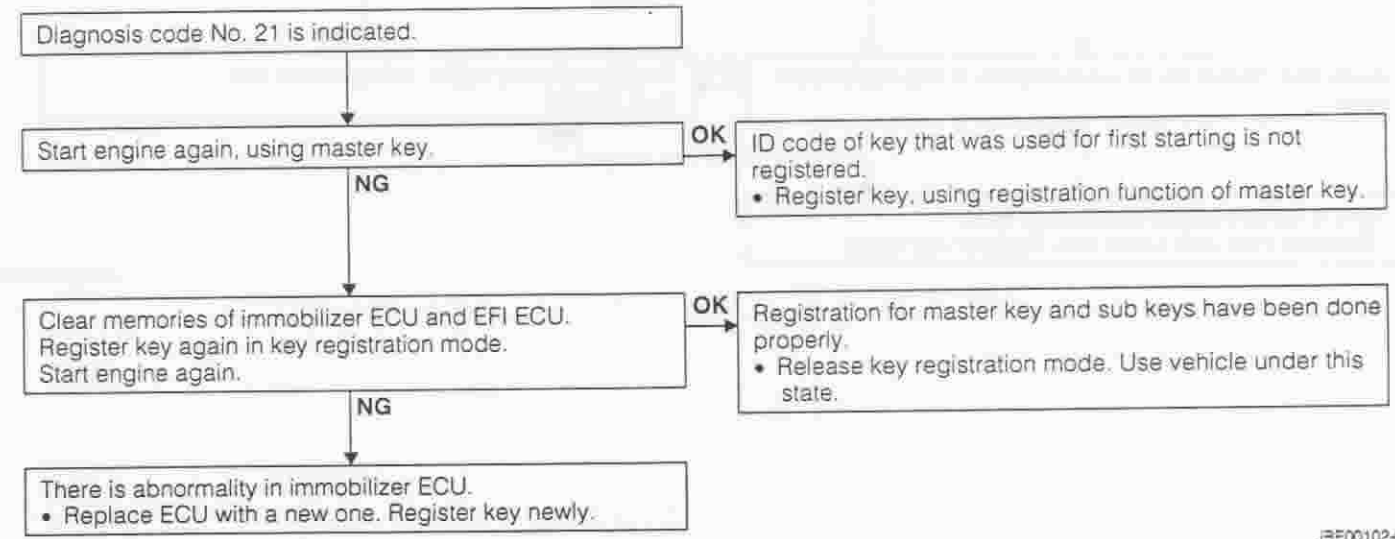 Diagnosis code No. 21 is indicated.
Start engine again, using master key.
OK
ID code of key that was used for first starting is not
registered.
• Register key, using registration function of master key.
NG
Clear memories of immobilizer ECU and EFI ECU.
Register key again in key registration mode.
Start engine again.
OK
Registration for master key and sub keys have been done
properly.
• Release key registration mode. Use vehicle under this
state.
NG
There is abnormality in immobilizer ECU.
• Replace ECU with a new one. Register key newly.